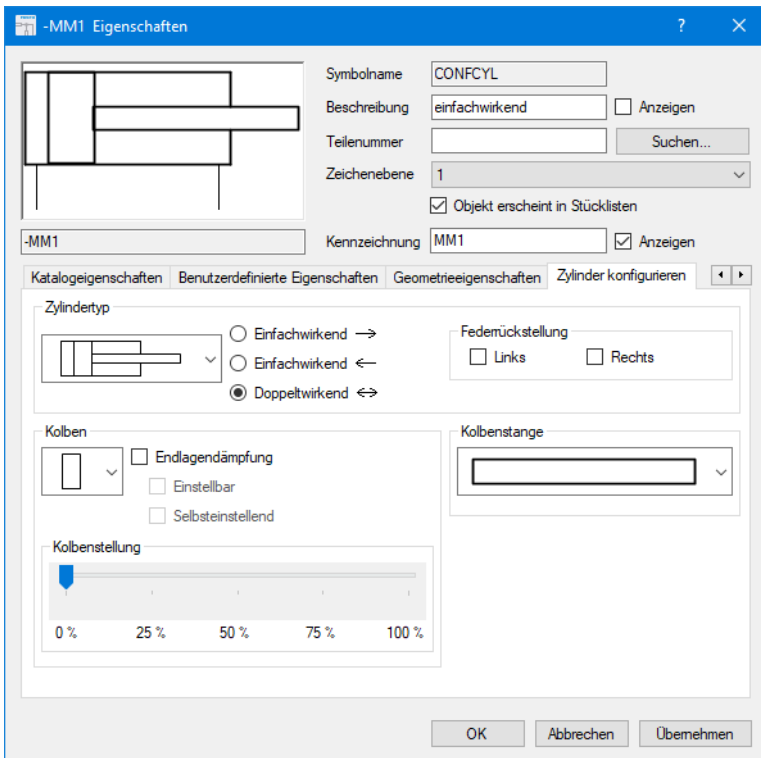 -MM1 Eigenschaften ?
Symbolname CONFCYL
Beschreibung einfachwirkend Anzeigen
Teilenummer Suchen...
Zeichenebene 1
Objekt erscheint in Stücklisten
-MM1 Kennzeichnung MM1 Anzeigen
Katalogeigenschaften Benutzerdefinierte Eigenschaften Geometrieeigenschaften Zylinder konfigurieren
Zylindertyp
Einfachwirkend
Einfachwirkend
Doppeltwirkend
Federrückstellung
Links Rechts
Kolben
Endlagendämpfung
Einstellbar
Selbsteinstellend
Kolbenstange
Kolbenstellung
0 % 25 % 50 % 75 % 100 %
OK Abbrechen Übernehmen